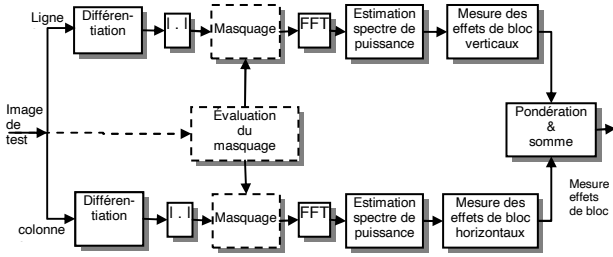 Ligne
Différen-
tiation
I . I
Masquage
FFT
Estimation
spectre de
puissance
Mesure des
effets de bloc
verticaux
Image
de
test
Évaluation
du
masquage
Pondération
&
somme
Mesure
effets
de bloc
colonne
Différen-
tiation
I . I
Masquage
FFT
Estimation
spectre de
puissance
Mesure des
effets de bloc
horizontaux